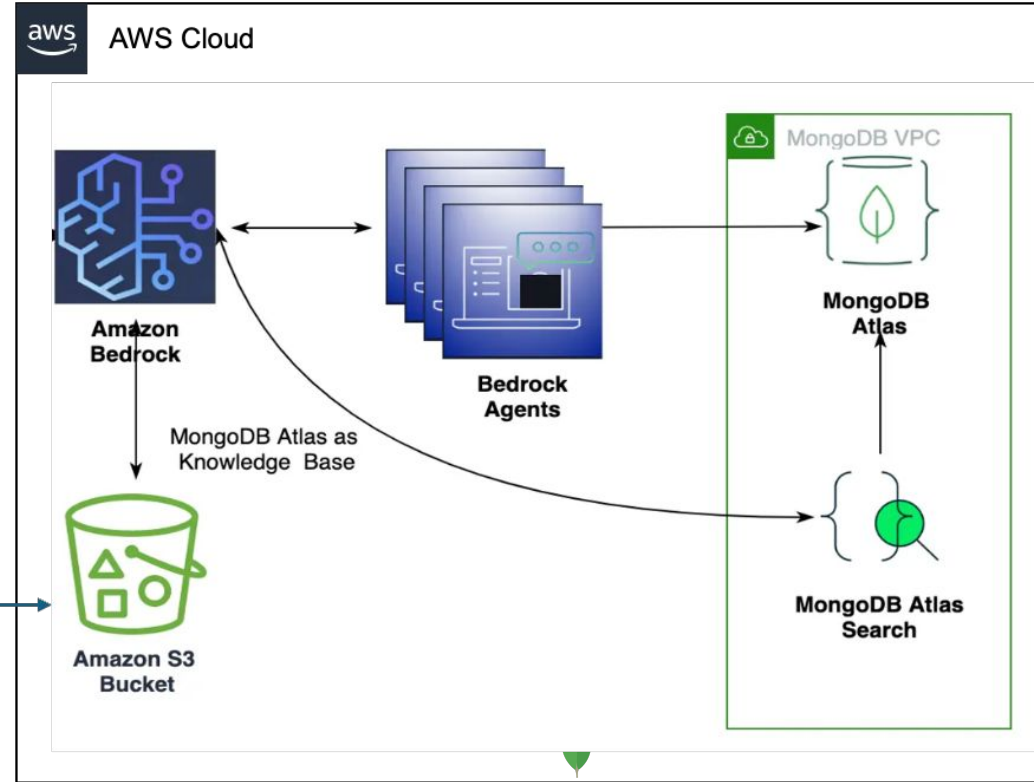 aws
AWS Cloud
MongoDB VPC
Amazon
Bedrock
Bedrock
Agents
MongoDB
Atlas
MongoDB Atlas as
Knowledge Base
Amazon S3
Bucket
MongoDB Atlas
Search